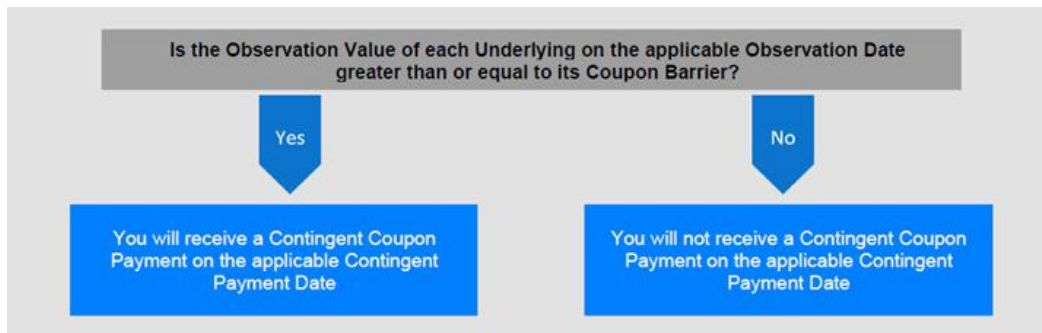 Is the Observation Value of each Underlying on the applicable Observation Date
greater than or equal to its Coupon Barrier?
Yes
No
You will receive a Contingent Coupon
Payment on the applicable Contingent
Payment Date
You will not receive a Contingent Coupon
Payment on the applicable Contingent
Payment Date